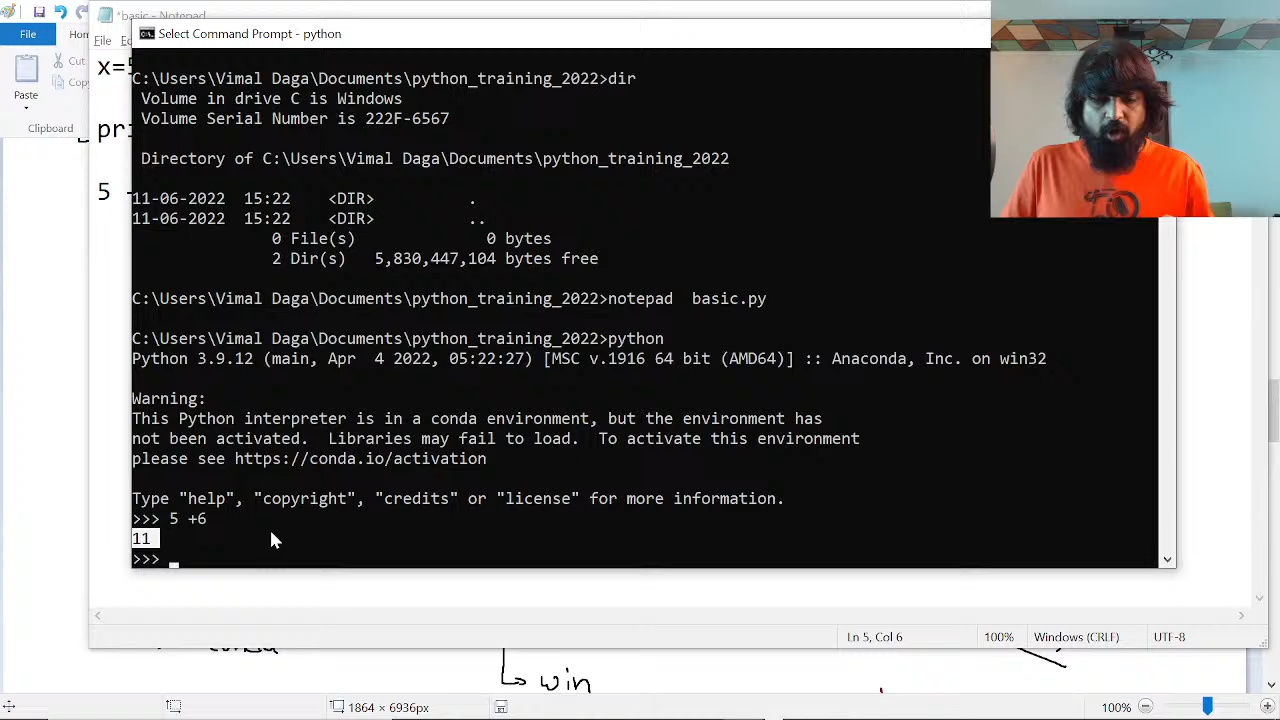 *basic - Notepad
File
Select Command Prompt - python
File
Cut
x=
C:\Users\Vimal Daga\Documents\python_training_2022>dir
Volume in drive C is Windows
Paste
Volume Serial Number is 222F-6567
Clipboard
Directory of C:\Users\Vimal Daga\Documents\python_training_2022
5
11-06-2022  15:22    <DIR>          .
11-06-2022  15:22    <DIR>          ..
0 File(s)              0 bytes
2 Dir(s)   5,830,447,104 bytes free
C:\Users\Vimal Daga\Documents\python_training_2022>notepad  basic.py
C:\Users\Vimal Daga\Documents\python_training_2022>python
Python 3.9.12 (main, Apr  4 2022, 05:22:27) [MSC v.1916 64 bit (AMD64)] :: Anaconda, Inc. on win32
Warning:
This Python interpreter is in a conda environment, but the environment has
not been activated.  Libraries may fail to load.  To activate this environment
please see https://conda.io/activation
Type "help", "copyright", "credits" or "license" for more information.
>>> 5 +6
11
>>>
Ln 5, Col 6
100%
Windows (CRLF)
UTF-8
win
1864 × 6936px
100%